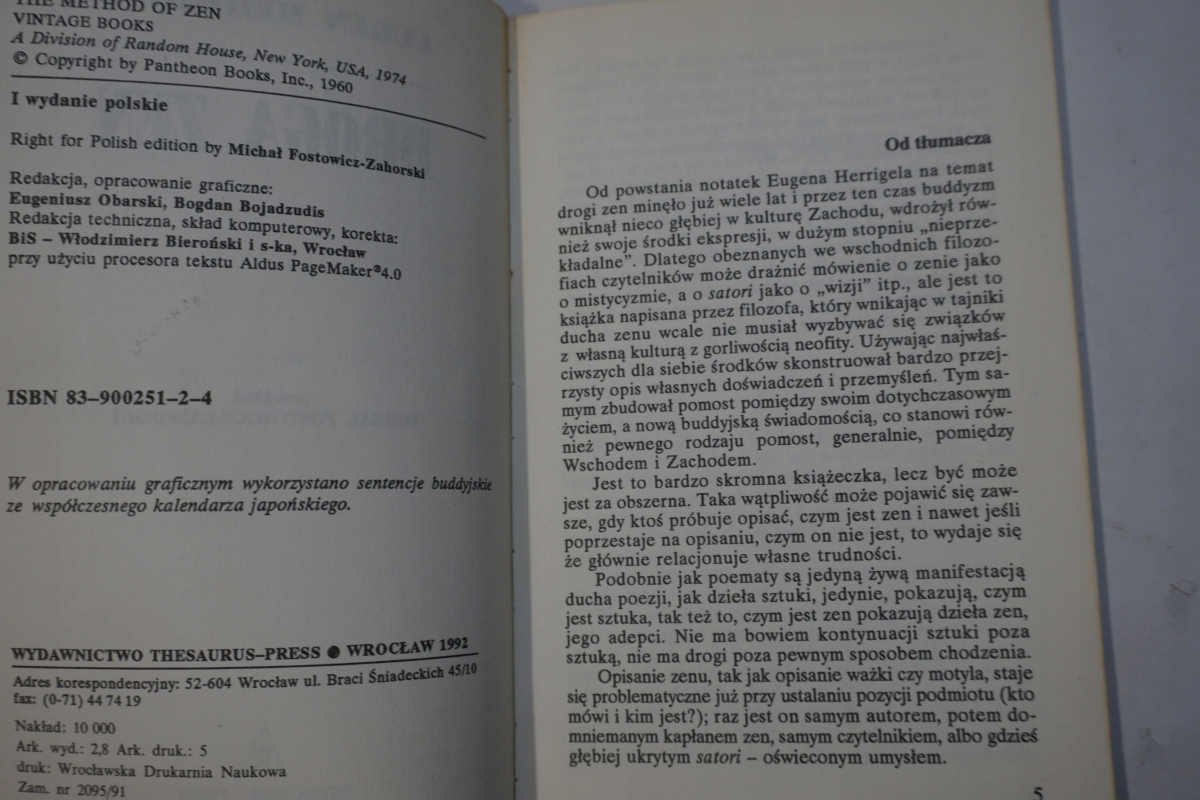 THE METHOD OF ZEN
VINTAGE BOOKS
A Division of Random House, New York, USA, 1974
© Copyright by Pantheon Books, Inc., 1960
I wydanie polskie
Right for Polish edition by Michał Fostowicz-Zahorski
Redakcja, opracowanie graficzne:
Eugeniusz Obarski, Bogdan Bojadzudis
Redakcja techniczna, skład komputerowy, korekta:
BiS – Włodzimierz Bieroński i s-ka, Wrocław
przy użyciu procesora tekstu Aldus PageMaker®4.0
ISBN 83–900251–2–4
W opracowaniu graficznym wykorzystano sentencje buddyjskie
ze współczesnego kalendarza japońskiego.
WYDAWNICTWO THESAURUS–PRESS ● WROCŁAW 1992
Adres korespondencyjny: 52-604 Wrocław ul. Braci Śniadeckich 45/10
fax: (0-71) 44 74 19
Nakład: 10 000
Ark. wyd.: 2,8 Ark. druk.: 5
druk: Wrocławska Drukarnia Naukowa
Zam. nr 2095/91
Od tłumacza
Od powstania notatek Eugena Herrigela na temat
drogi zen minęło już wiele lat i przez ten czas buddyzm
wniknął nieco głębiej w kulturę Zachodu, wdrożył rów-
nież swoje środki ekspresji, w dużym stopniu „nieprze-
kładalne”. Dlatego obeznanych we wschodnich filozo-
fiach czytelników może drażnić mówienie o zenie jako
o mistycyzmie, a o satori jako o „wizji” itp., ale jest to
książka napisana przez filozofa, który wnikając w tajniki
ducha zenu wcale nie musiał wyzbywać się związków
z własną kulturą z gorliwością neofity. Używając najwłaś-
ciwszych dla siebie środków skonstruował bardzo przej-
rzysty opis własnych doświadczeń i przemyśleń. Tym sa-
mym zbudował pomost pomiędzy swoim dotychczasowym
życiem, a nową buddyjską świadomością, co stanowi rów-
nież pewnego rodzaju pomost, generalnie, pomiędzy
Wschodem i Zachodem.
Jest to bardzo skromna książeczka, lecz być może
jest za obszerna. Taka wątpliwość może pojawić się zaw-
sze, gdy ktoś próbuje opisać, czym jest zen i nawet jeśli
poprzestaje na opisaniu, czym on nie jest, to wydaje się
że głównie relacjonuje własne trudności.
Podobnie jak poematy są jedyną żywą manifestacją
ducha poezji, jak dzieła sztuki, jedynie, pokazują, czym
jest sztuka, tak też to, czym jest zen pokazują dzieła zen,
jego adepci. Nie ma bowiem kontynuacji sztuki poza
sztuką, nie ma drogi poza pewnym sposobem chodzenia.
Opisanie zenu, tak jak opisanie ważki czy motyla, staje
się problematyczne już przy ustalaniu pozycji podmiotu (kto
mówi i kim jest?); raz jest on samym autorem, potem do-
mniemanym kapłanem zen, samym czytelnikiem, albo gdzieś
głębiej ukrytym satori – oświeconym umysłem.
5